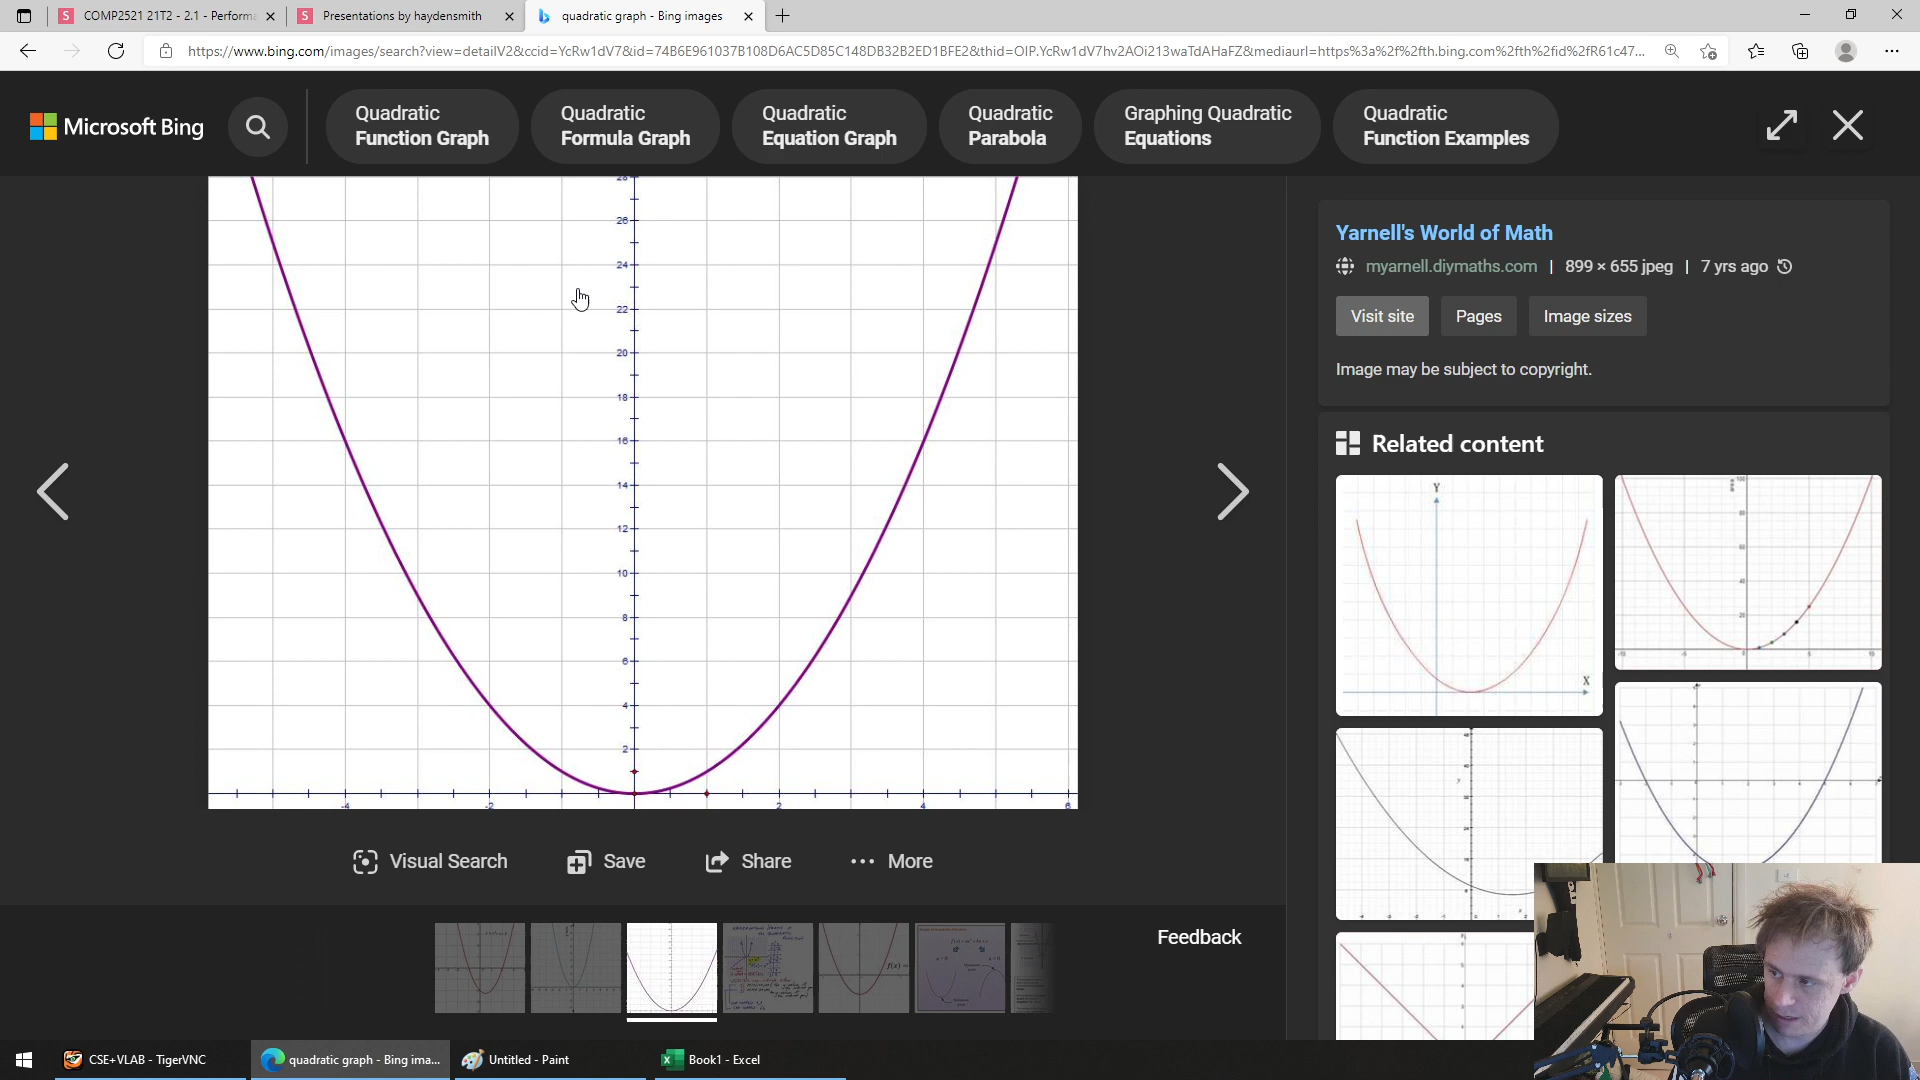 COMP2521 21T2 - 2.1 - Performa
Presentations by haydensmith
quadratic graph - Bing images
https://www.bing.com/images/search?view=detailV2&ccid=YcRw1dV7&id=74B6E961037B108D6AC5D85C148DB32B2ED1BFE2&thid=OIP.YcRw1dV7hv2AOi213waTdAHaFZ&mediaurl=https%3a%2f%2fth.bing.com%2fth%2fid%2fR61c47...
Microsoft Bing
Quadratic
Function Graph
Quadratic
Formula Graph
Quadratic
Equation Graph
Quadratic
Parabola
Graphing Quadratic
Equations
Quadratic
Function Examples
28
26
24
22
20
18
16
14
12
10
8
6
4
2
-4
-2
2
4
6
Yarnell's World of Math
myarnell.diymaths.com | 899 × 655 jpeg | 7 yrs ago
Visit site
Pages
Image sizes
Image may be subject to copyright.
Related content
Y
X
Visual Search
Save
Share
More
Feedback
CSE+VLAB - TigerVNC
quadratic graph - Bing ima...
Untitled - Paint
Book1 - Excel